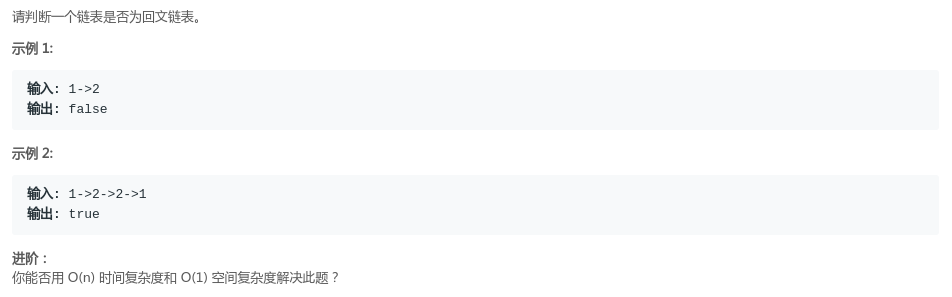 请判断一个链表是否为回文链表。
示例 1:
输入: 1->2
输出: false
示例 2:
输入: 1->2->2->1
输出: true
进阶：
你能否用 O(n) 时间复杂度和 O(1) 空间复杂度解决此题？